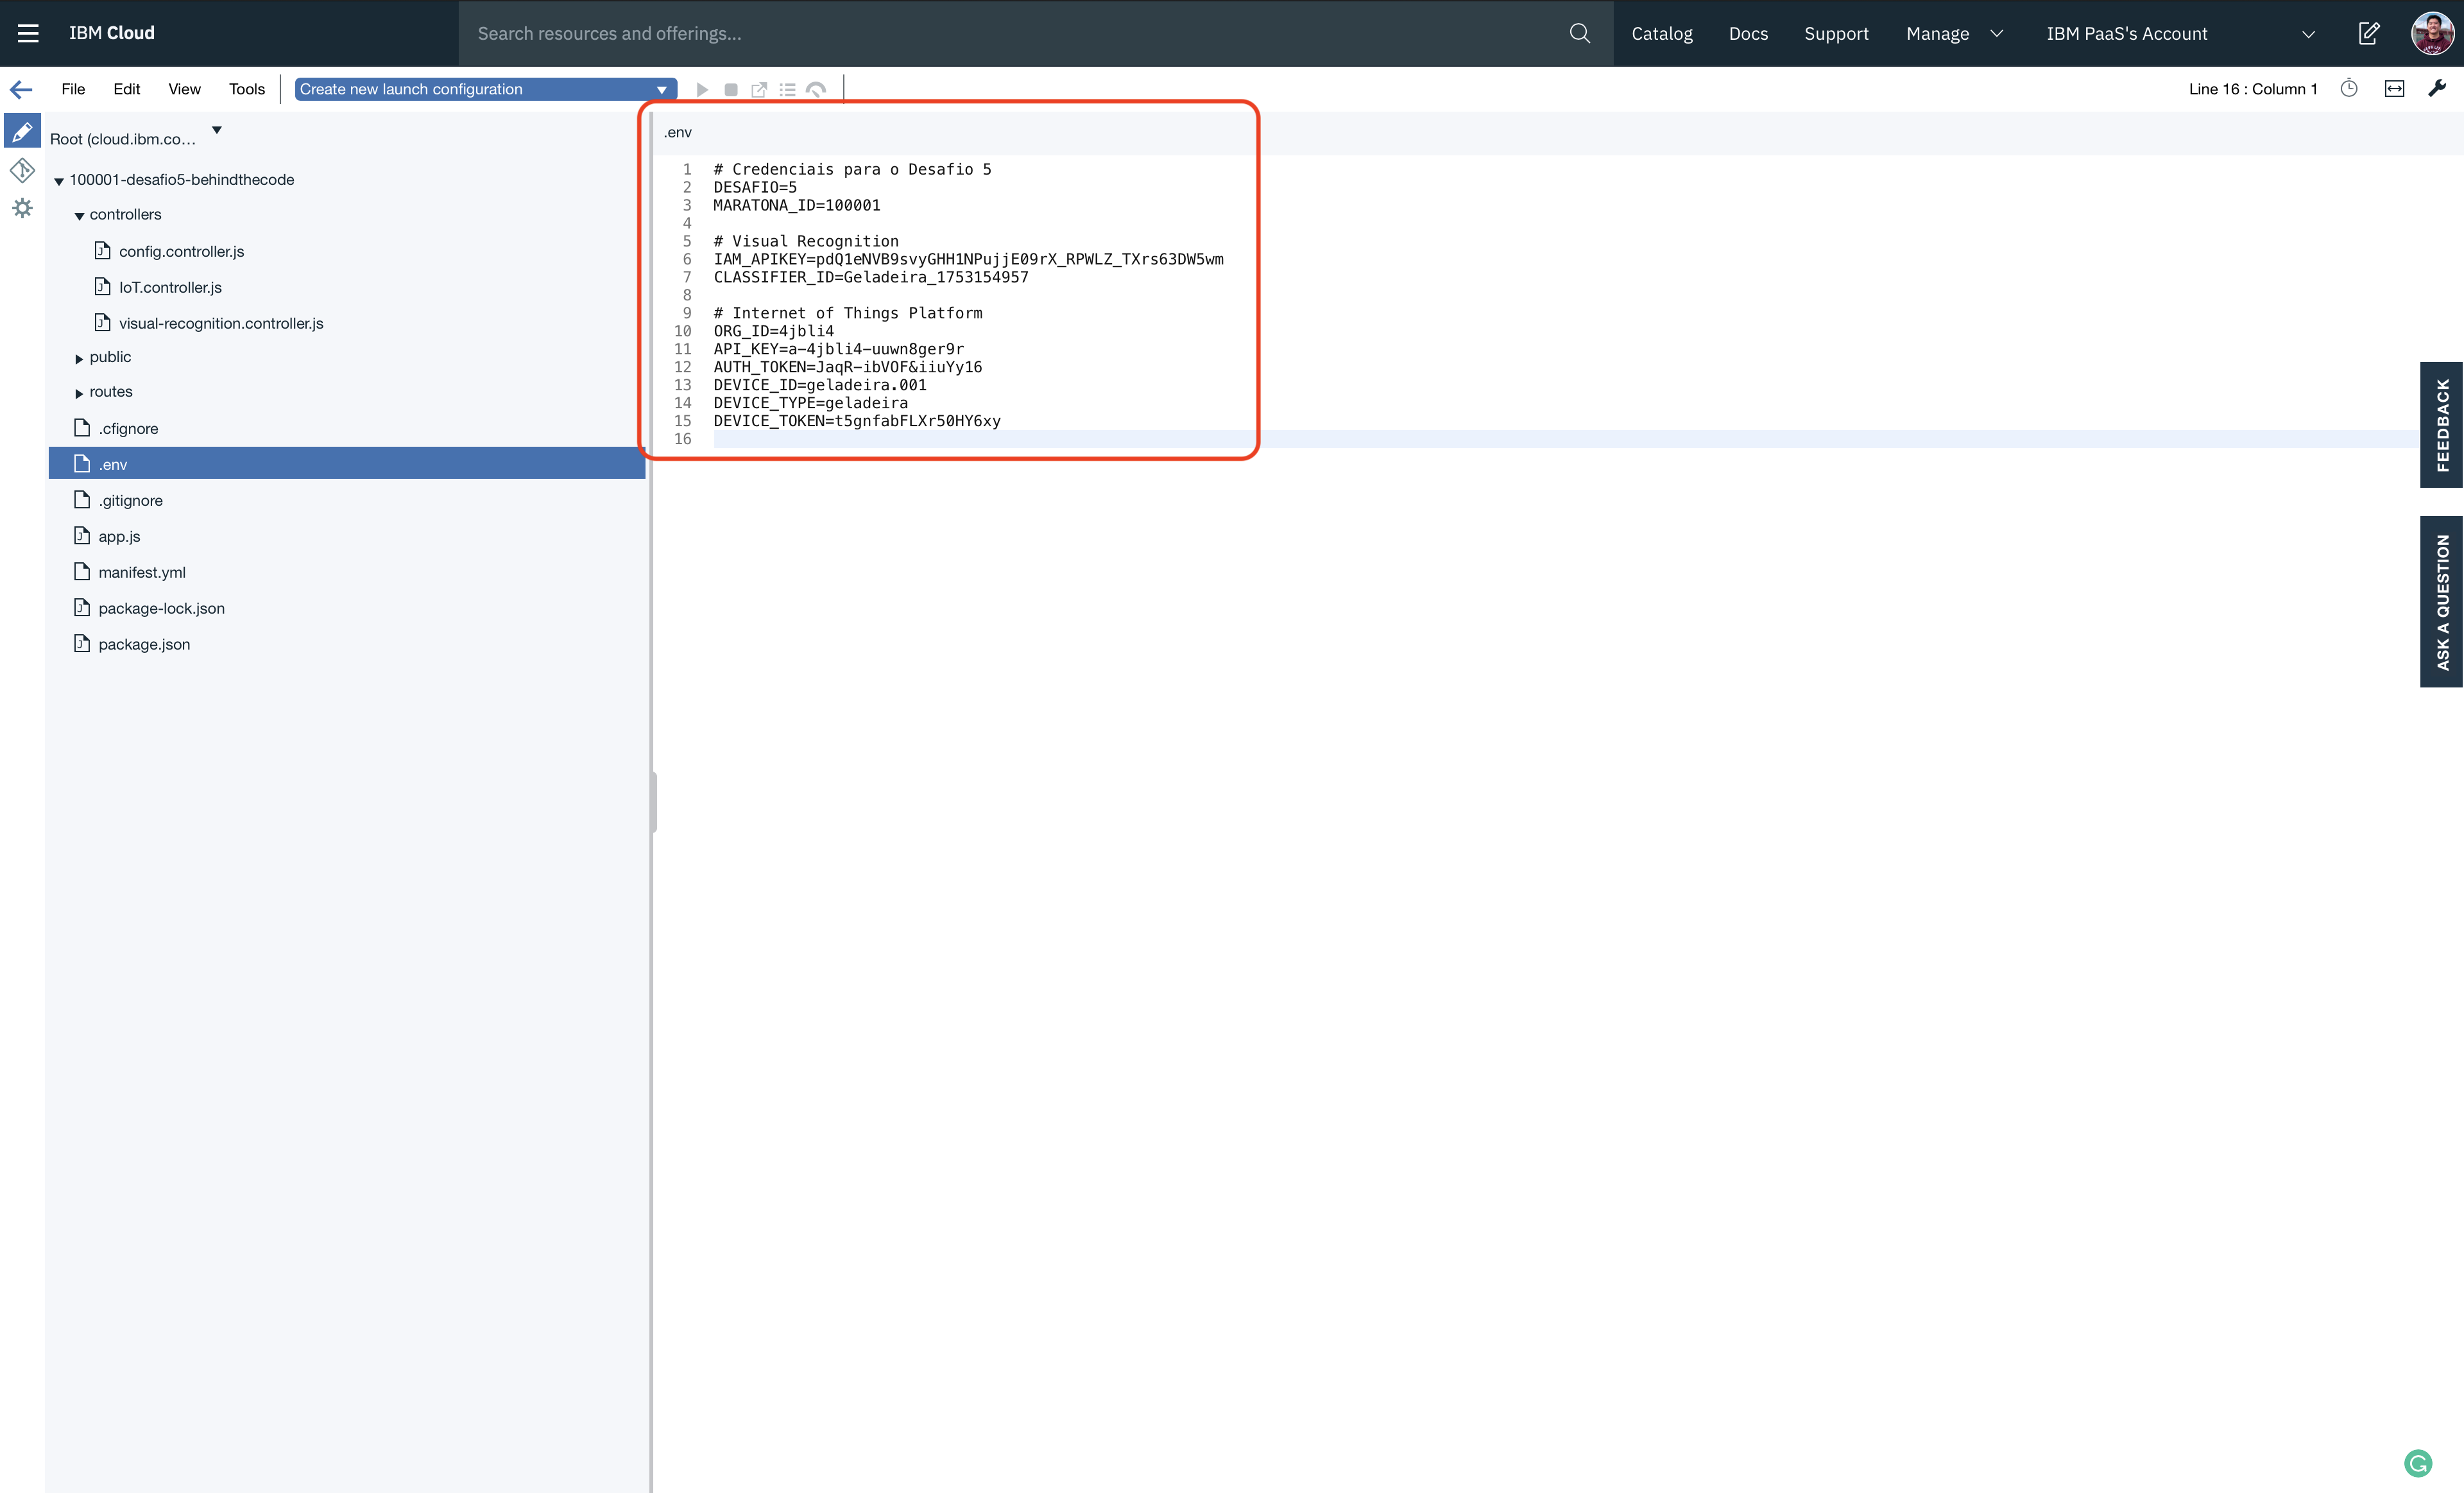 IBM Cloud
Search resources and offerings...
Catalog
Docs
Support
Manage
IBM PaaS's Account
File
Edit
View
Tools
Create new launch configuration
Line 16 : Column 1
Root (cloud.ibm.co...
100001-desafio5-behindthecode
controllers
config.controller.js
IoT.controller.js
visual-recognition.controller.js
public
routes
.cfignore
.env
.gitignore
app.js
manifest.yml
package-lock.json
package.json
.env
1 # Credenciais para o Desafio 5
2 DESAFIO=5
3 MARATONA_ID=100001
4
5 # Visual Recognition
6 IAM_APIKEY=pdQ1eNVB9svyGHH1NPujjE09rX_RPWLZ_TXrs63DW5wm
7 CLASSIFIER_ID=Geladeira_1753154957
8
9 # Internet of Things Platform
10 ORG_ID=4jbli4
11 API_KEY=a-4jbli4-uuwn8ger9r
12 AUTH_TOKEN=JaqR-ibVOF&iiuYy16
13 DEVICE_ID=geladeira.001
14 DEVICE_TYPE=geladeira
15 DEVICE_TOKEN=t5gnfabFLXr50HY6xy
16
FEEDBACK
ASK A QUESTION